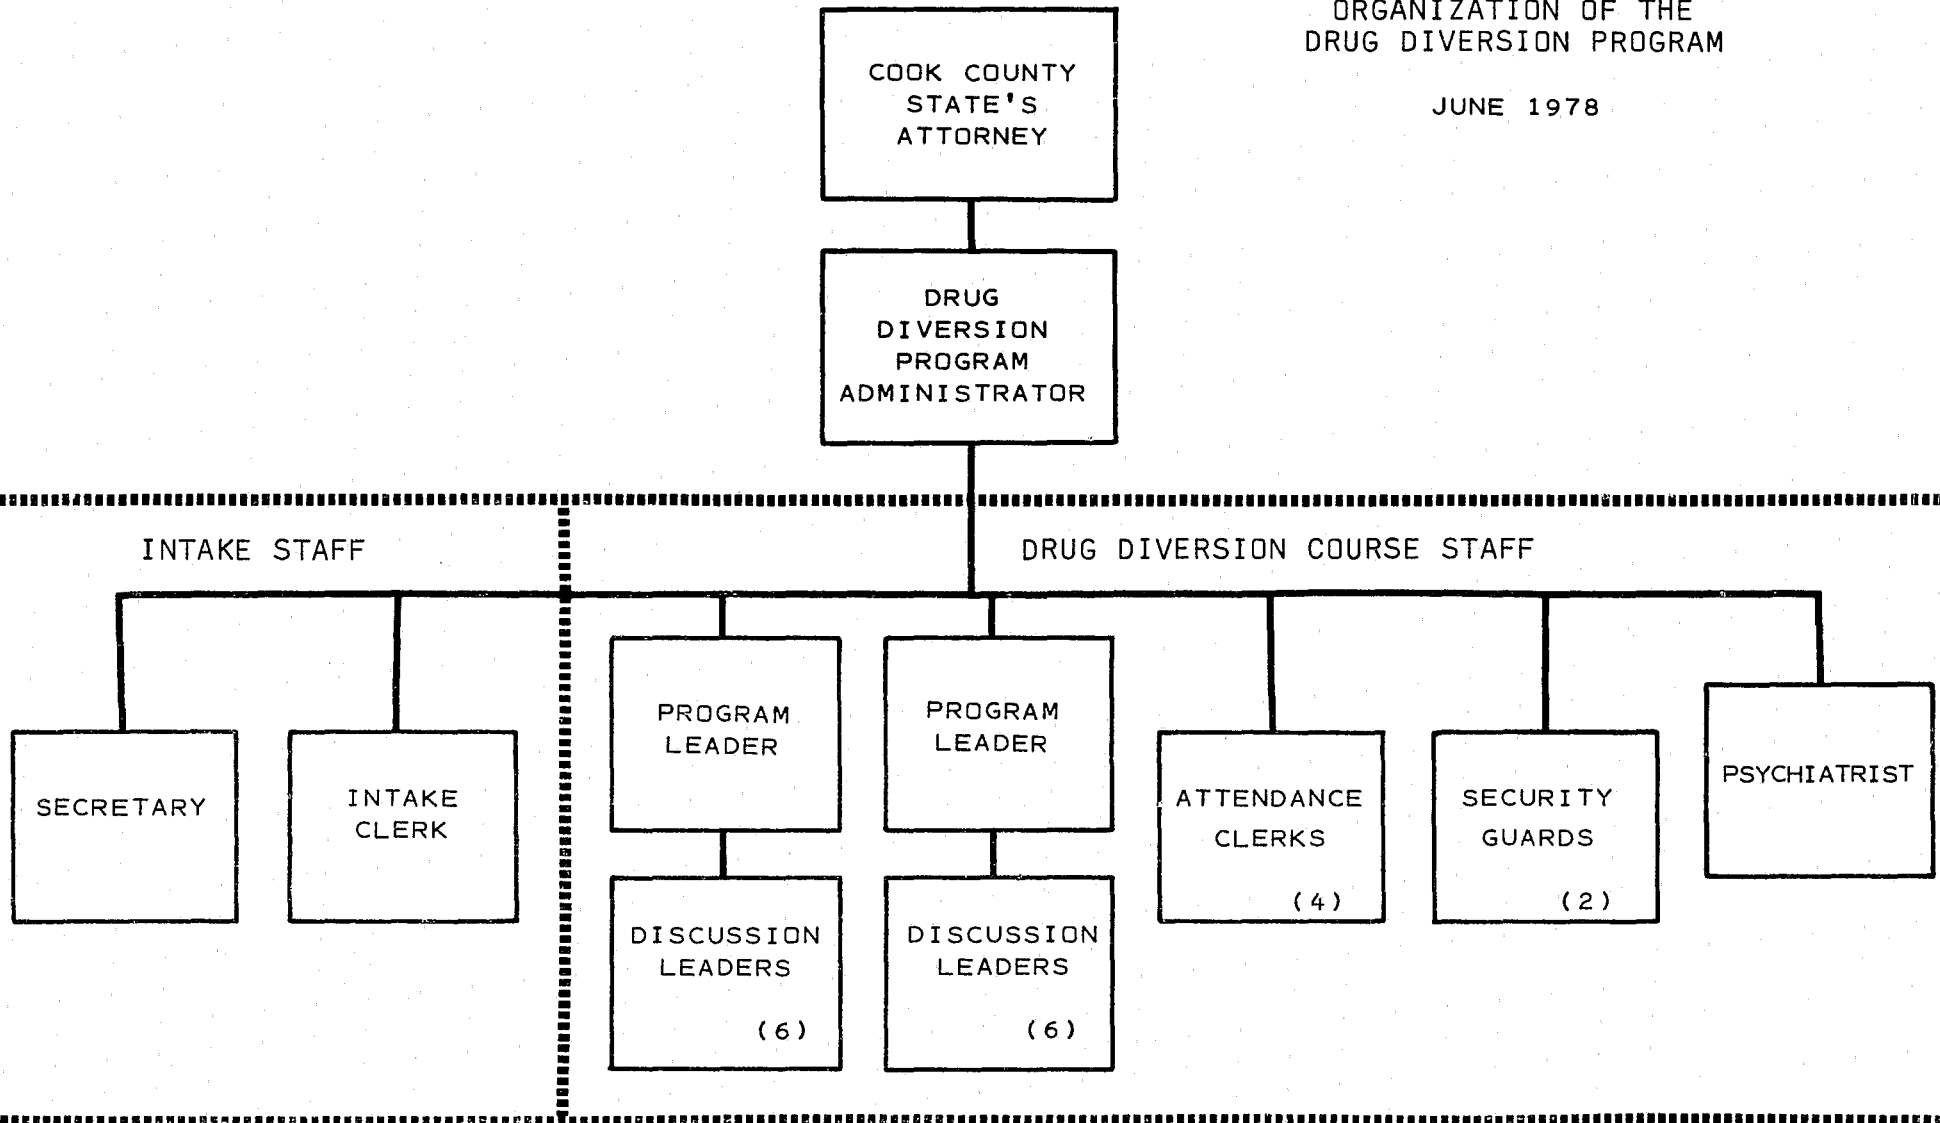 ORGANIZATION OF THE
DRUG DIVERSION PROGRAM
JUNE 1978
COOK COUNTY
STATE'S
ATTORNEY
DRUG
DIVERSION
PROGRAM
ADMINISTRATOR
INTAKE STAFF
DRUG DIVERSION COURSE STAFF
SECRETARY
INTAKE
CLERK
PROGRAM
LEADER
DISCUSSION
LEADERS
(6)
PROGRAM
LEADER
DISCUSSION
LEADERS
(6)
ATTENDANCE
CLERKS
(4)
SECURITY
GUARDS
(2)
PSYCHIATRIST